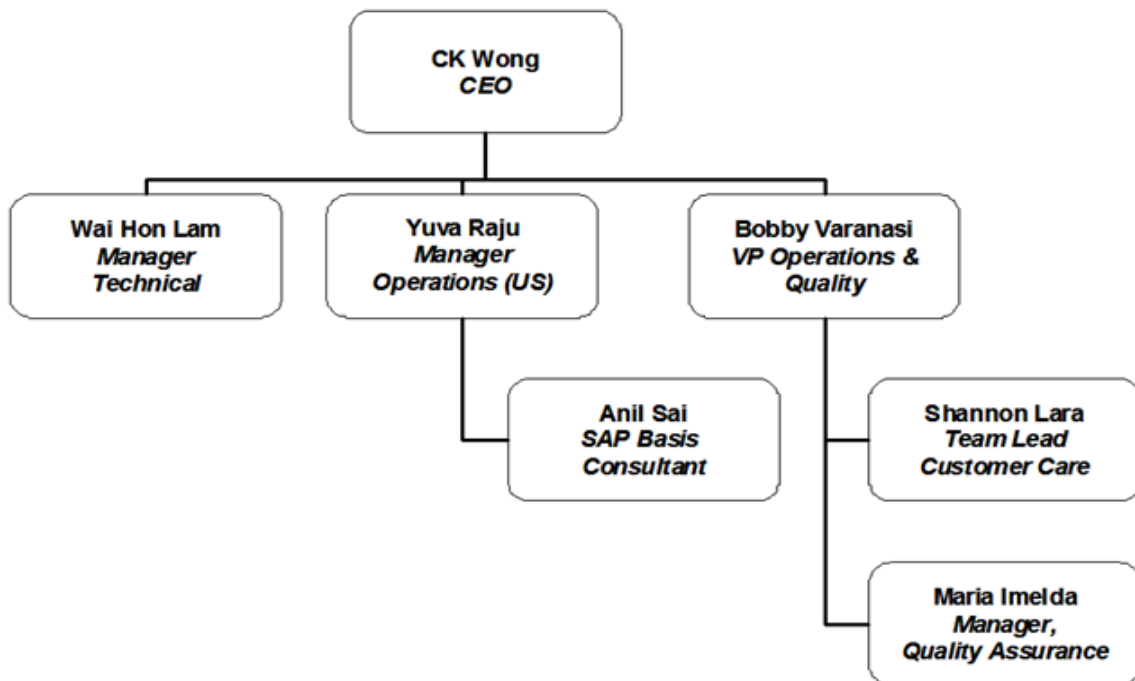 CK Wong
CEO
Wai Hon Lam
Manager
Technical
Yuva Raju
Manager
Operations (US)
Bobby Varanasi
VP Operations &
Quality
Anil Sai
SAP Basis
Consultant
Shannon Lara
Team Lead
Customer Care
Maria Imelda
Manager,
Quality Assurance